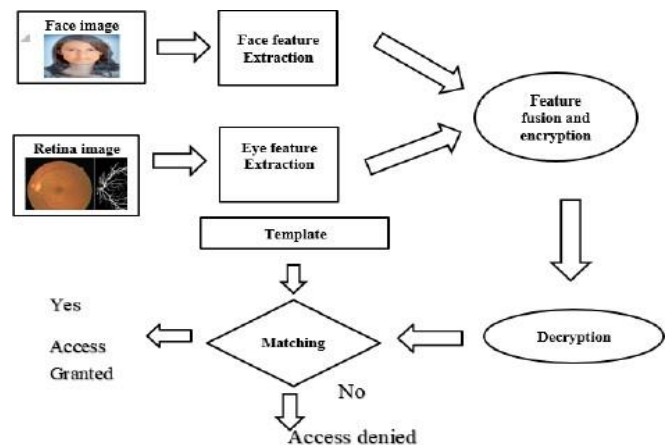 Face image
Face feature
Extraction
Feature
fusion and
encryption
Retina image
Eye feature
Extraction
Template
Yes
Access
Granted
Matching
Decryption
No
Access denied